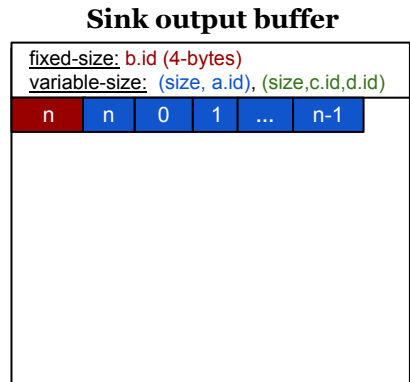 Sink output buffer
fixed-size: b.id (4-bytes)
variable-size: (size, a.id), (size,c.id,d.id)
n n 0 1 ... n-1